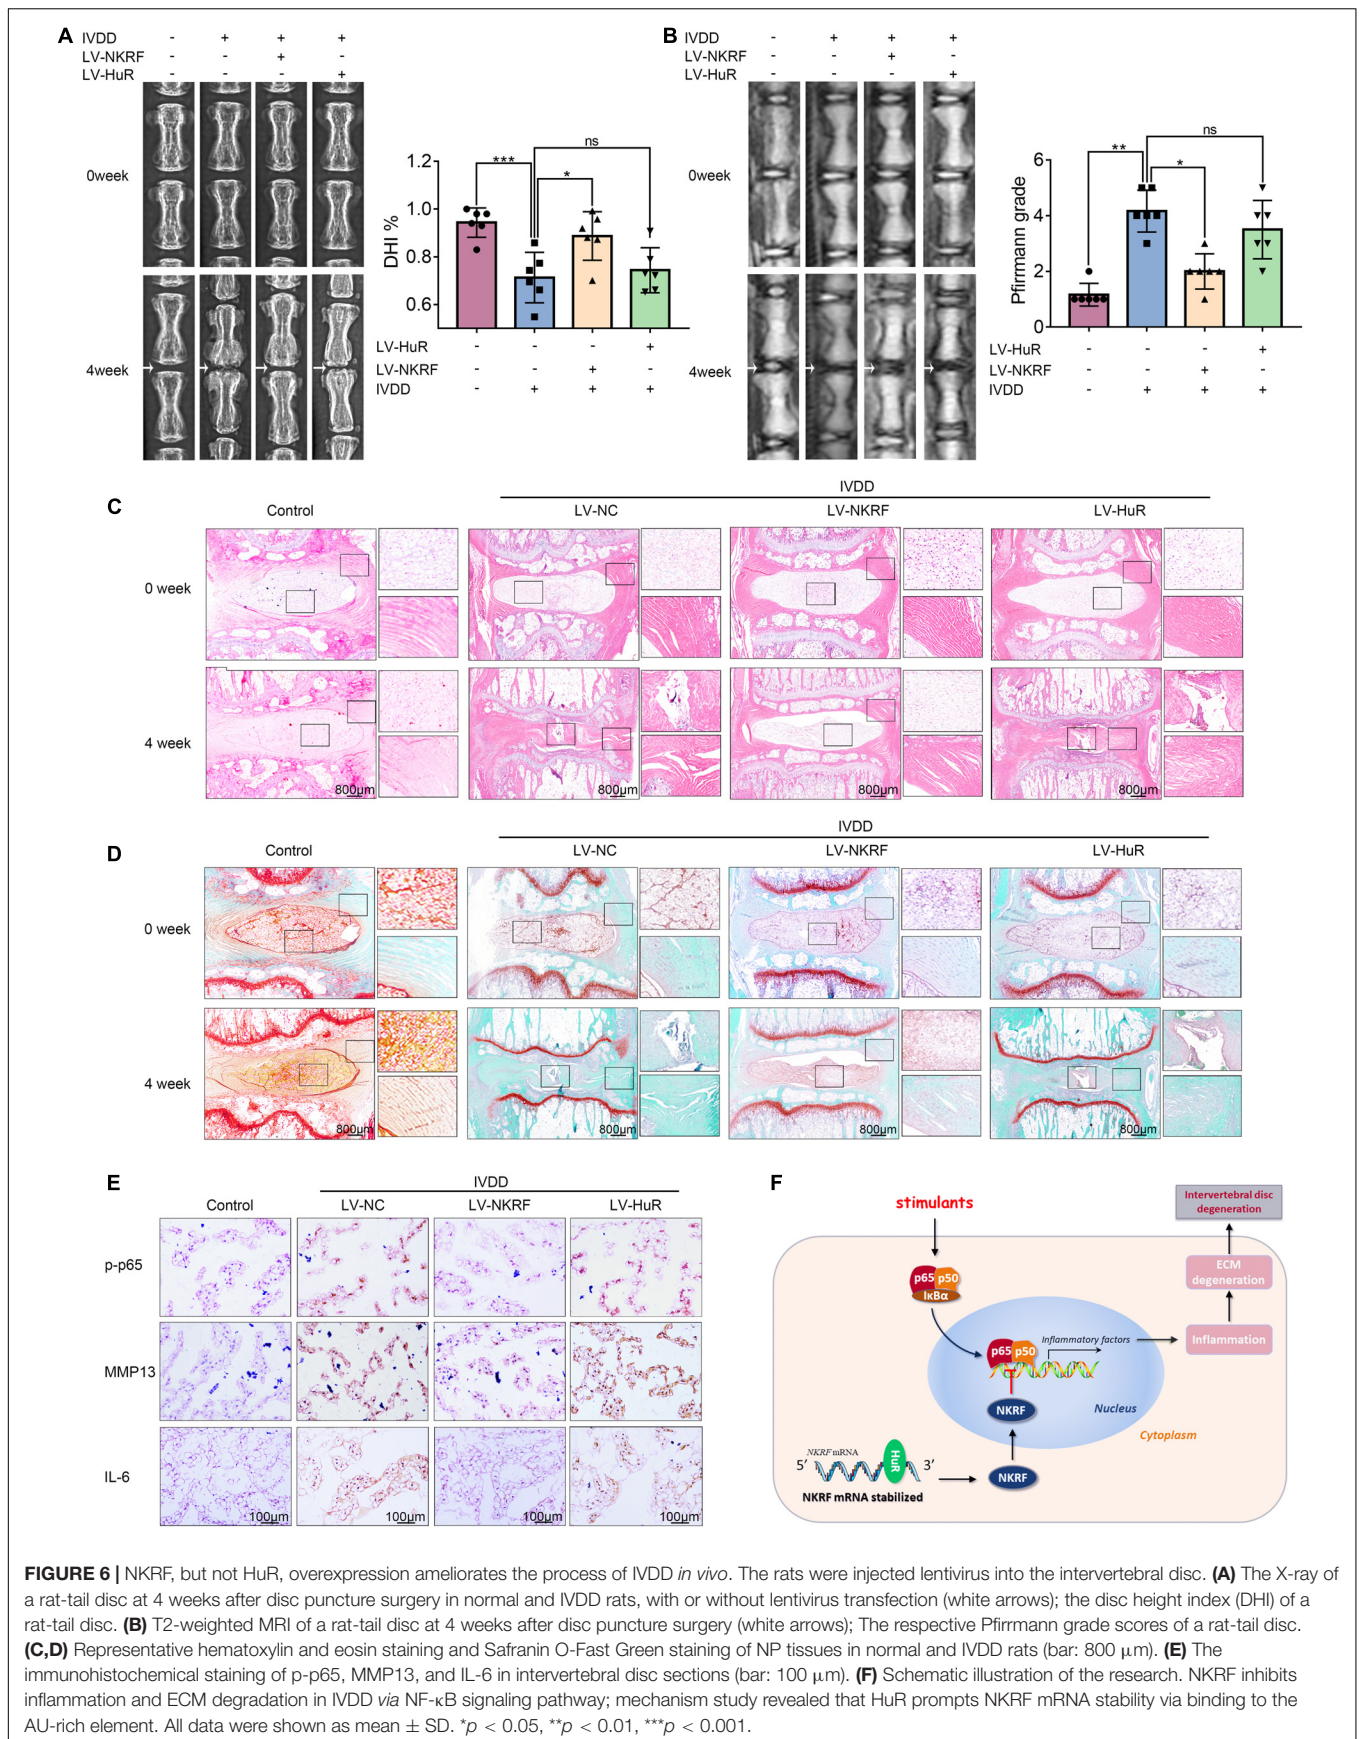 A
IVDD - + + +
LV-NKRF - - + -
LV-HuR - - - +
0week
4week
1.2
1.0
0.8
0.6
DHI %
***
*
ns
LV-HuR - - - +
LV-NKRF - - + -
IVDD - + + +
B
IVDD - + + +
LV-NKRF - - + -
LV-HuR - - - +
0week
4week
6
4
2
0
Pfirrmann grade
**
*
ns
LV-HuR - - - +
LV-NKRF - - + -
IVDD - + + +
C
IVDD
Control LV-NC LV-NKRF LV-HuR
0 week
4 week
800μm 800μm 800μm 800μm
D
IVDD
Control LV-NC LV-NKRF LV-HuR
0 week
4 week
800μm 800μm 800μm 800μm
E
IVDD
Control LV-NC LV-NKRF LV-HuR
p-p65
MMP13
IL-6
100μm 100μm 100μm 100μm
F
stimulants
p65 p50
IκBα
p65 p50
Inflammatory factors
NKRF
Nucleus
Cytoplasm
NKRF mRNA
5′ HuR 3′
NKRF mRNA stabilized
NKRF
Inflammation
ECM
degeneration
Intervertebral disc
degeneration
FIGURE 6 | NKRF, but not HuR, overexpression ameliorates the process of IVDD in vivo. The rats were injected lentivirus into the intervertebral disc. (A) The X-ray of
a rat-tail disc at 4 weeks after disc puncture surgery in normal and IVDD rats, with or without lentivirus transfection (white arrows); the disc height index (DHI) of a
rat-tail disc. (B) T2-weighted MRI of a rat-tail disc at 4 weeks after disc puncture surgery (white arrows); The respective Pfirrmann grade scores of a rat-tail disc.
(C,D) Representative hematoxylin and eosin staining and Safranin O-Fast Green staining of NP tissues in normal and IVDD rats (bar: 800 μm). (E) The
immunohistochemical staining of p-p65, MMP13, and IL-6 in intervertebral disc sections (bar: 100 μm). (F) Schematic illustration of the research. NKRF inhibits
inflammation and ECM degradation in IVDD via NF-κB signaling pathway; mechanism study revealed that HuR prompts NKRF mRNA stability via binding to the
AU-rich element. All data were shown as mean ± SD. *p < 0.05, **p < 0.01, ***p < 0.001.